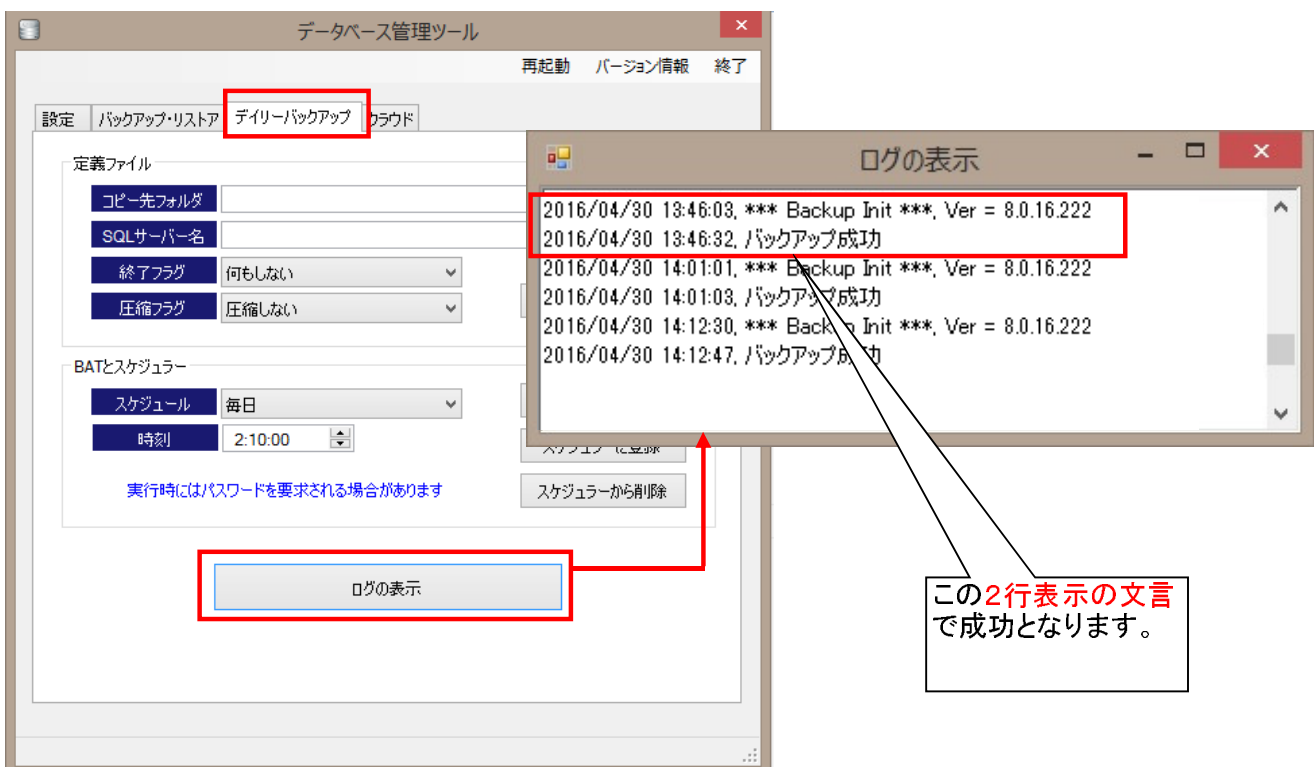 データベース管理ツール
再起動 バージョン情報 終了
設定 バックアップ・リストア デイリーバックアップ クラウド
定義ファイル
コピー先フォルダ
SQLサーバー名
終了フラグ 何もしない
圧縮フラグ 圧縮しない
BATとスケジュラー
スケジュール 毎日
時刻 2:10:00
スケジュラーに登録
実行時にはパスワードを要求される場合があります
スケジュラーから削除
ログの表示
ログの表示
2016/04/30 13:46:03, *** Backup Init ***, Ver = 8.0.16.222
2016/04/30 13:46:32, バックアップ成功
2016/04/30 14:01:01, *** Backup Init ***, Ver = 8.0.16.222
2016/04/30 14:01:03, バックアップ成功
2016/04/30 14:12:30, *** Backup Init ***, Ver = 8.0.16.222
2016/04/30 14:12:47, バックアップ成功
この2行表示の文言
で成功となります。